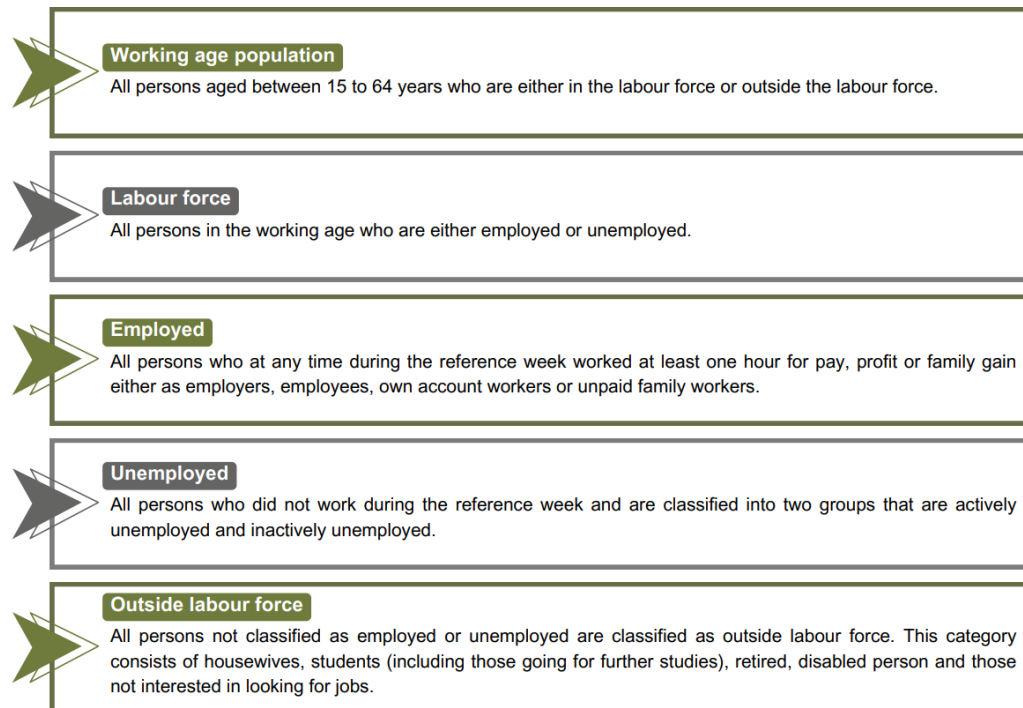 Working age population
All persons aged between 15 to 64 years who are either in the labour force or outside the labour force.
Labour force
All persons in the working age who are either employed or unemployed.
Employed
All persons who at any time during the reference week worked at least one hour for pay, profit or family gain
either as employers, employees, own account workers or unpaid family workers.
Unemployed
All persons who did not work during the reference week and are classified into two groups that are actively
unemployed and inactively unemployed.
Outside labour force
All persons not classified as employed or unemployed are classified as outside labour force. This category
consists of housewives, students (including those going for further studies), retired, disabled person and those
not interested in looking for jobs.